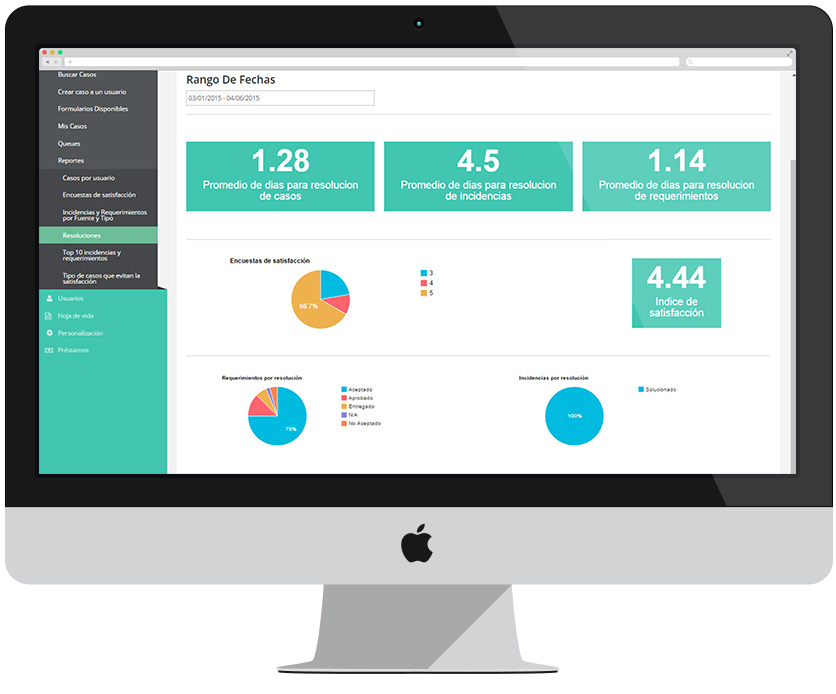 Buscar Casos
Crear caso a un usuario
Formularios Disponibles
Mis Casos
Queues
Reportes
Casos por usuario
Encuestas de satisfacción
Incidencias y Requerimientos
por Fuente y Tipo
Resoluciones
Top 10 incidencias y
requerimientos
Tipo de casos que evitan la
satisfacción
Usuarios
Hoja de vida
Personalización
Préstamos
Rango De Fechas
03/01/2015 - 04/06/2015
1.28
Promedio de dias para resolucion
de casos
4.5
Promedio de dias para resolucion
de incidencias
1.14
Promedio de dias para resolucion
de requerimientos
Encuestas de satisfacción
66.7%
3
4
5
4.44
Indice de
satisfacción
Requerimientos por resolución
75%
Aceptado
Aprobado
Entregado
N/A
No Aceptado
Incidencias por resolución
100%
Solucionado